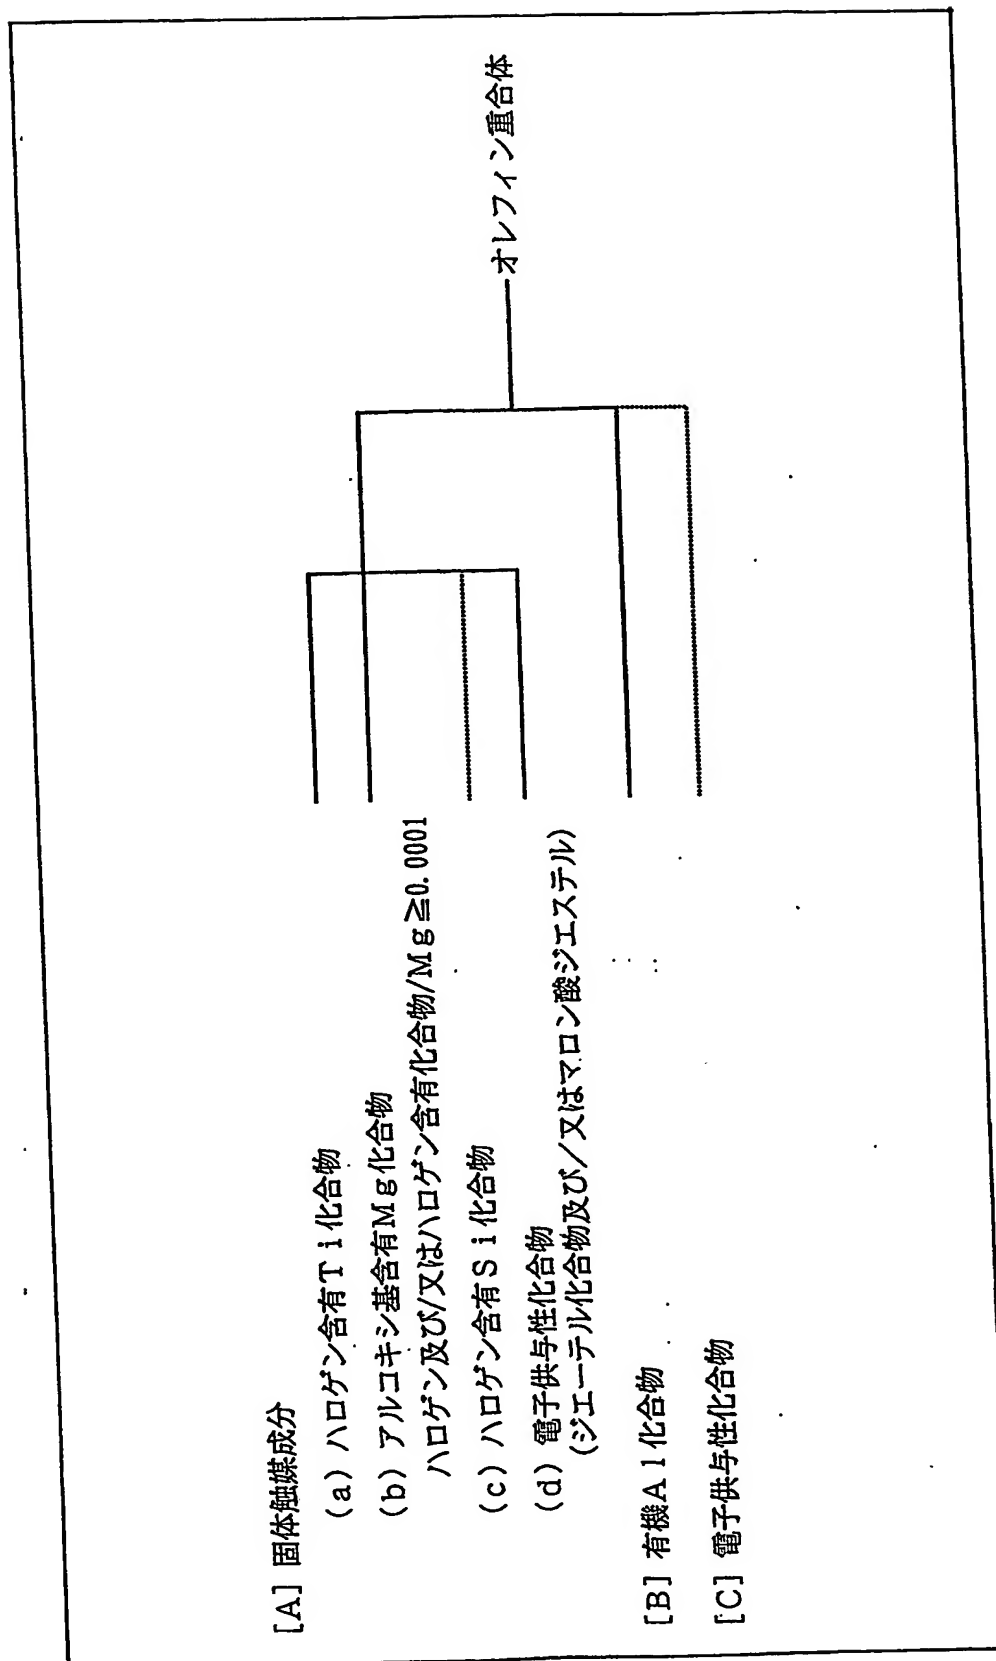 [A] 固体触媒成分
(a) ハロゲン含有Ti化合物
(b) アルコキシ基含有Mg化合物
ハロゲン及び/又はハロゲン含有化合物/Mg≧0.0001
(c) ハロゲン含有Si化合物
(d) 電子供与性化合物
(ジエーテル化合物及び/又はマロン酸ジエステル)
[B] 有機Al化合物
[C] 電子供与性化合物
オレフィン重合体